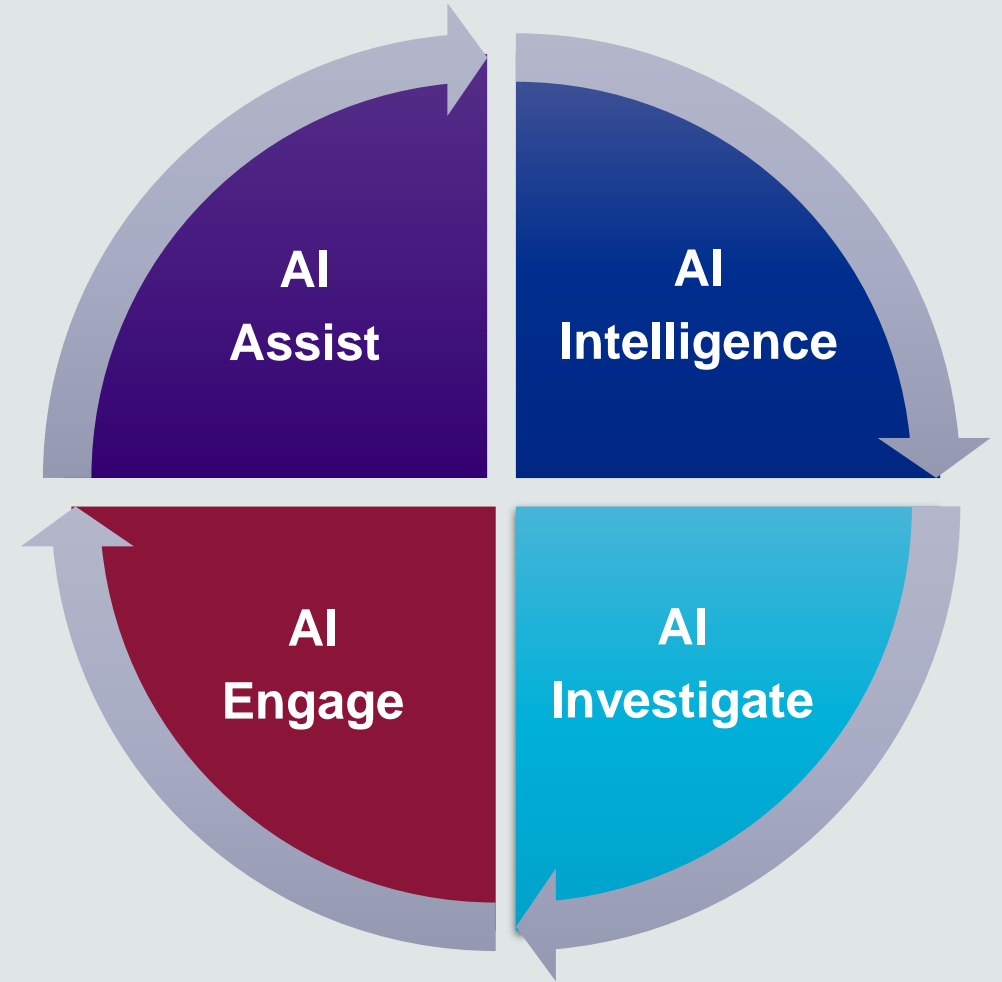 AI
Assist
AI
Intelligence
AI
Engage
AI
Investigate